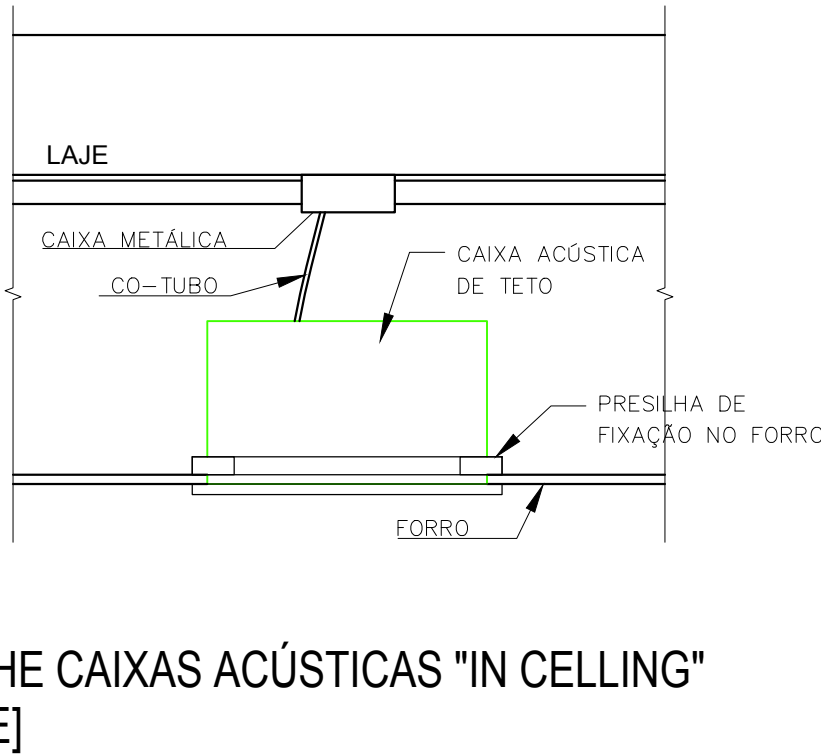 LAJE
CAIXA METÁLICA
CO-TUBO
CAIXA ACÚSTICA
DE TETO
PRESILHA DE
FIXAÇÃO NO FORRO
FORRO
CAIXAS ACÚSTICAS "IN CELLING"